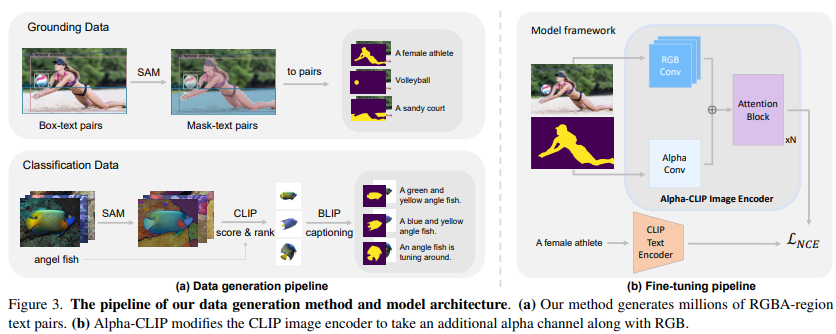 Grounding Data
SAM
to pairs
Box-text pairs
Mask-text pairs
A female athlete
Volleyball
A sandy court
Classification Data
SAM
CLIP
score & rank
BLIP
captioning
angel fish
A green and
yellow angle fish.
A blue and yellow
angle fish.
An angle fish is
tuning around.
(a) Data generation pipeline
Model framework
RGB
Conv
Alpha
Conv
Attention
Block
xN
Alpha-CLIP Image Encoder
A female athlete
CLIP
Text
Encoder
ℒNCE
(b) Fine-tuning pipeline
Figure 3. The pipeline of our data generation method and model architecture. (a) Our method generates millions of RGBA-region
text pairs. (b) Alpha-CLIP modifies the CLIP image encoder to take an additional alpha channel along with RGB.